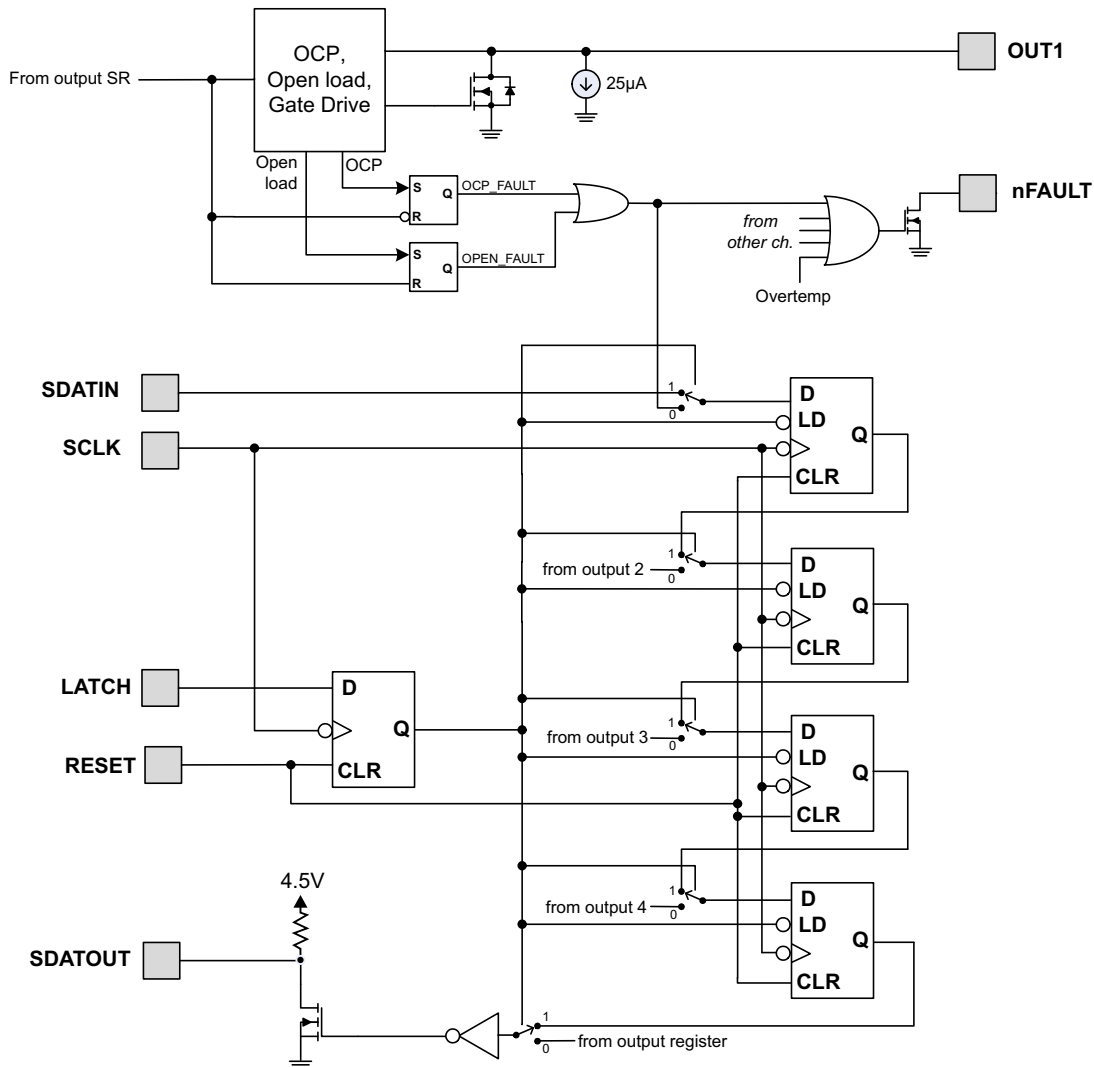 OCP,
Open load,
Gate Drive
From output SR
OUT1
25µA
Open
load
OCP
S
Q
R
OCP_FAULT
S
Q
R
OPEN_FAULT
from
other ch.
Overtemp
nFAULT
SDATIN
1
0
D
LD
Q
CLR
SCLK
from output 2
1
0
D
LD
Q
CLR
LATCH
D
Q
CLR
RESET
from output 3
1
0
D
LD
Q
CLR
from output 4
1
0
D
LD
Q
CLR
4.5V
SDATOUT
1
0
from output register